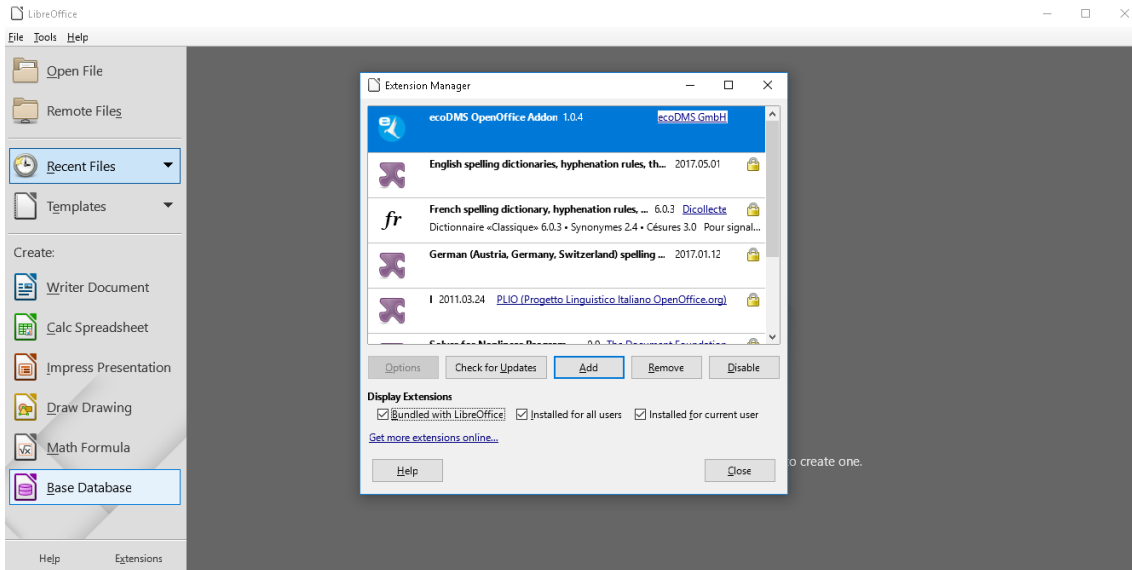 LibreOffice
File Tools Help
Open File
Remote Files
Recent Files
Templates
Create:
Writer Document
Calc Spreadsheet
Impress Presentation
Draw Drawing
Math Formula
Base Database
Help Extensions
Extension Manager
ecoDMS OpenOffice Addon 1.0.4 ecoDMS GmbH
English spelling dictionaries, hyphenation rules, th... 2017.05.01
fr
French spelling dictionary, hyphenation rules, ... 6.0.3 Dicollecte
Dictionnaire «Classique» 6.0.3 • Synonymes 2.4 • Césures 3.0 Pour signal...
German (Austria, Germany, Switzerland) spelling ... 2017.01.12
I 2011.03.24 PLIO (Progetto Linguistico Italiano OpenOffice.org)
Options Check for Updates Add Remove Disable
Display Extensions
Bundled with LibreOffice Installed for all users Installed for current user
Get more extensions online...
Help Close
to create one.